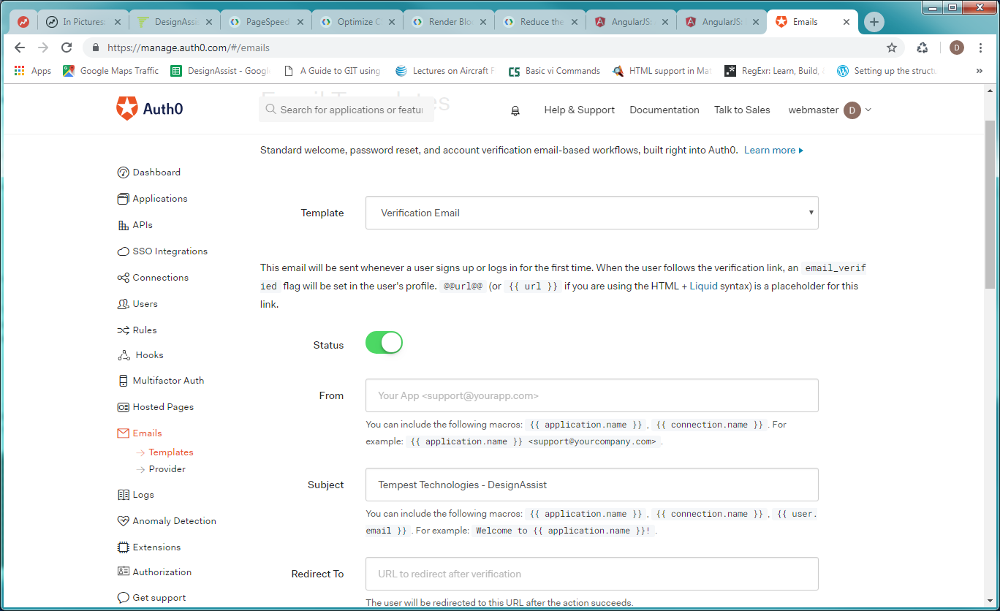 In Pictures:
DesignAssis
PageSpeed
Optimize C
Render Blo
Reduce the
AngularJS:
AngularJS:
Emails
https://manage.auth0.com/#/emails
D
Apps
Google Maps Traffic
DesignAssist - Googl
A Guide to GIT using
Lectures on Aircraft F
CS Basic vi Commands
HTML support in Mat
RegExr: Learn, Build, &
Setting up the structu
»
Email Templates
Auth0
Search for applications or featur
Help & Support
Documentation
Talk to Sales
webmaster
D
Standard welcome, password reset, and account verification email-based workflows, built right into Auth0. Learn more
Dashboard
Applications
APIs
SSO Integrations
Connections
Users
Rules
Hooks
Multifactor Auth
Hosted Pages
Emails
Templates
Provider
Logs
Anomaly Detection
Extensions
Authorization
Get support
Template
Verification Email
This email will be sent whenever a user signs up or logs in for the first time. When the user follows the verification link, an email_verif
ied flag will be set in the user's profile. @@url@@ (or {{ url }} if you are using the HTML + Liquid syntax) is a placeholder for this
link.
Status
From
Your App <support@yourapp.com>
You can include the following macros: {{ application.name }} , {{ connection.name }} . For
example: {{ application.name }} <support@yourcompany.com> .
Subject
Tempest Technologies - DesignAssist
You can include the following macros: {{ application.name }} , {{ connection.name }} , {{ user.
email }} . For example: Welcome to {{ application.name }}! .
Redirect To
URL to redirect after verification
The user will be redirected to this URL after the action succeeds.